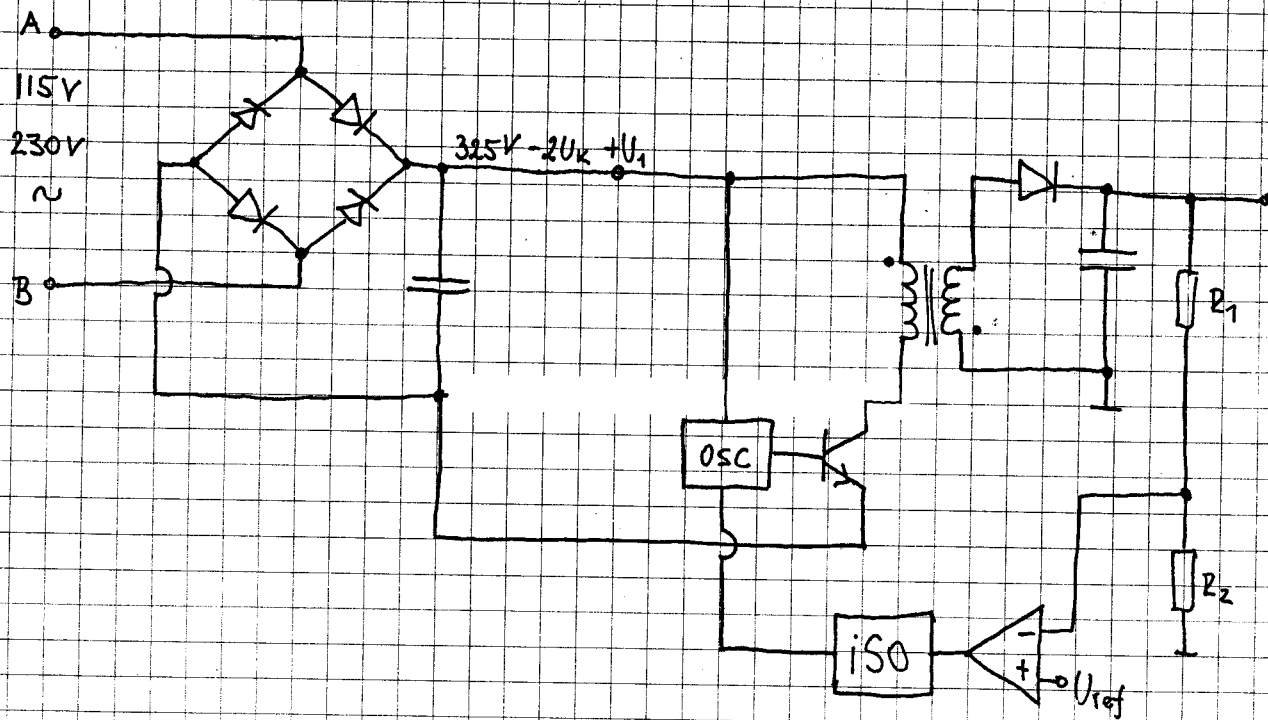 A
115V
230V
~
B
325V -2UK +U1
OSC
R1
R2
iSO
-
+
Uref